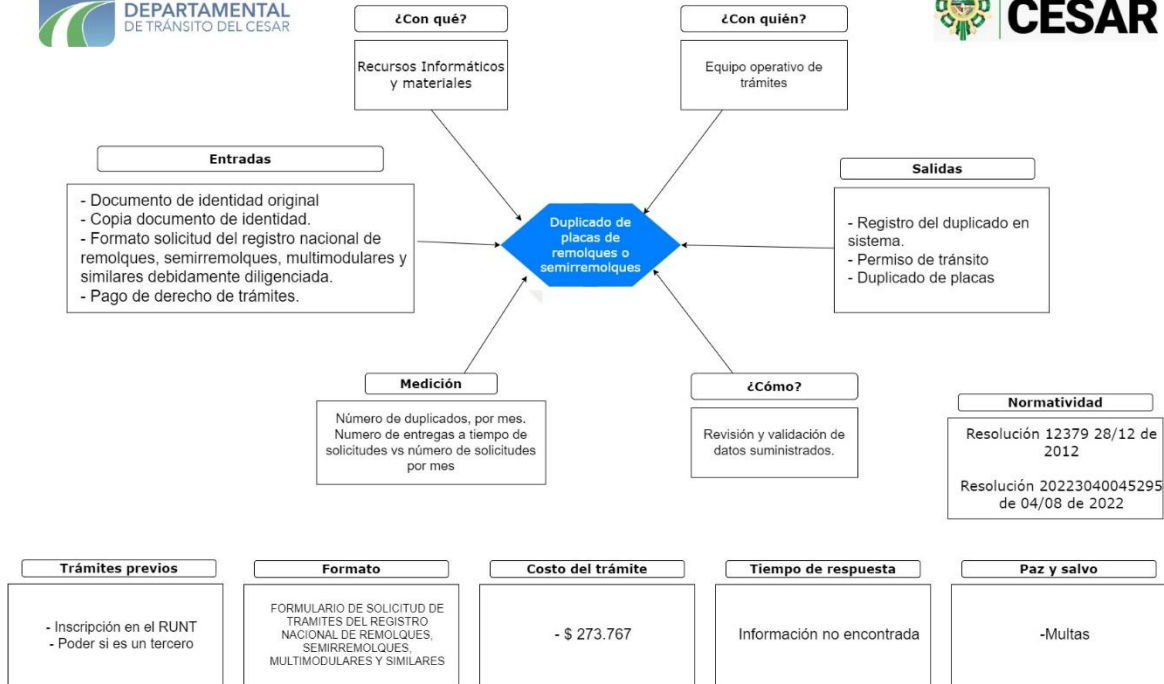 DEPARTAMENTAL
DE TRÁNSITO DEL CESAR
CESAR
¿Con qué?
Recursos Informáticos
y materiales
¿Con quién?
Equipo operativo de
trámites
Entradas
- Documento de identidad original
- Copia documento de identidad.
- Formato solicitud del registro nacional de
remolques, semirremolques, multimodulares y
similares debidamente diligenciada.
- Pago de derecho de trámites.
Duplicado de
placas de
remolques o
semirremolques
Salidas
- Registro del duplicado en
sistema.
- Permiso de tránsito
- Duplicado de placas
Medición
Número de duplicados, por mes.
Numero de entregas a tiempo de
solicitudes vs número de solicitudes
por mes
¿Cómo?
Revisión y validación de
datos suministrados.
Normatividad
Resolución 12379 28/12 de
2012
Resolución 20223040045295
de 04/08 de 2022
Trámites previos
- Inscripción en el RUNT
- Poder si es un tercero
Formato
FORMULARIO DE SOLICITUD DE
TRAMITES DEL REGISTRO
NACIONAL DE REMOLQUES,
SEMIRREMOLQUES,
MULTIMODULARES Y SIMILARES
Costo del trámite
- $ 273.767
Tiempo de respuesta
Información no encontrada
Paz y salvo
-Multas